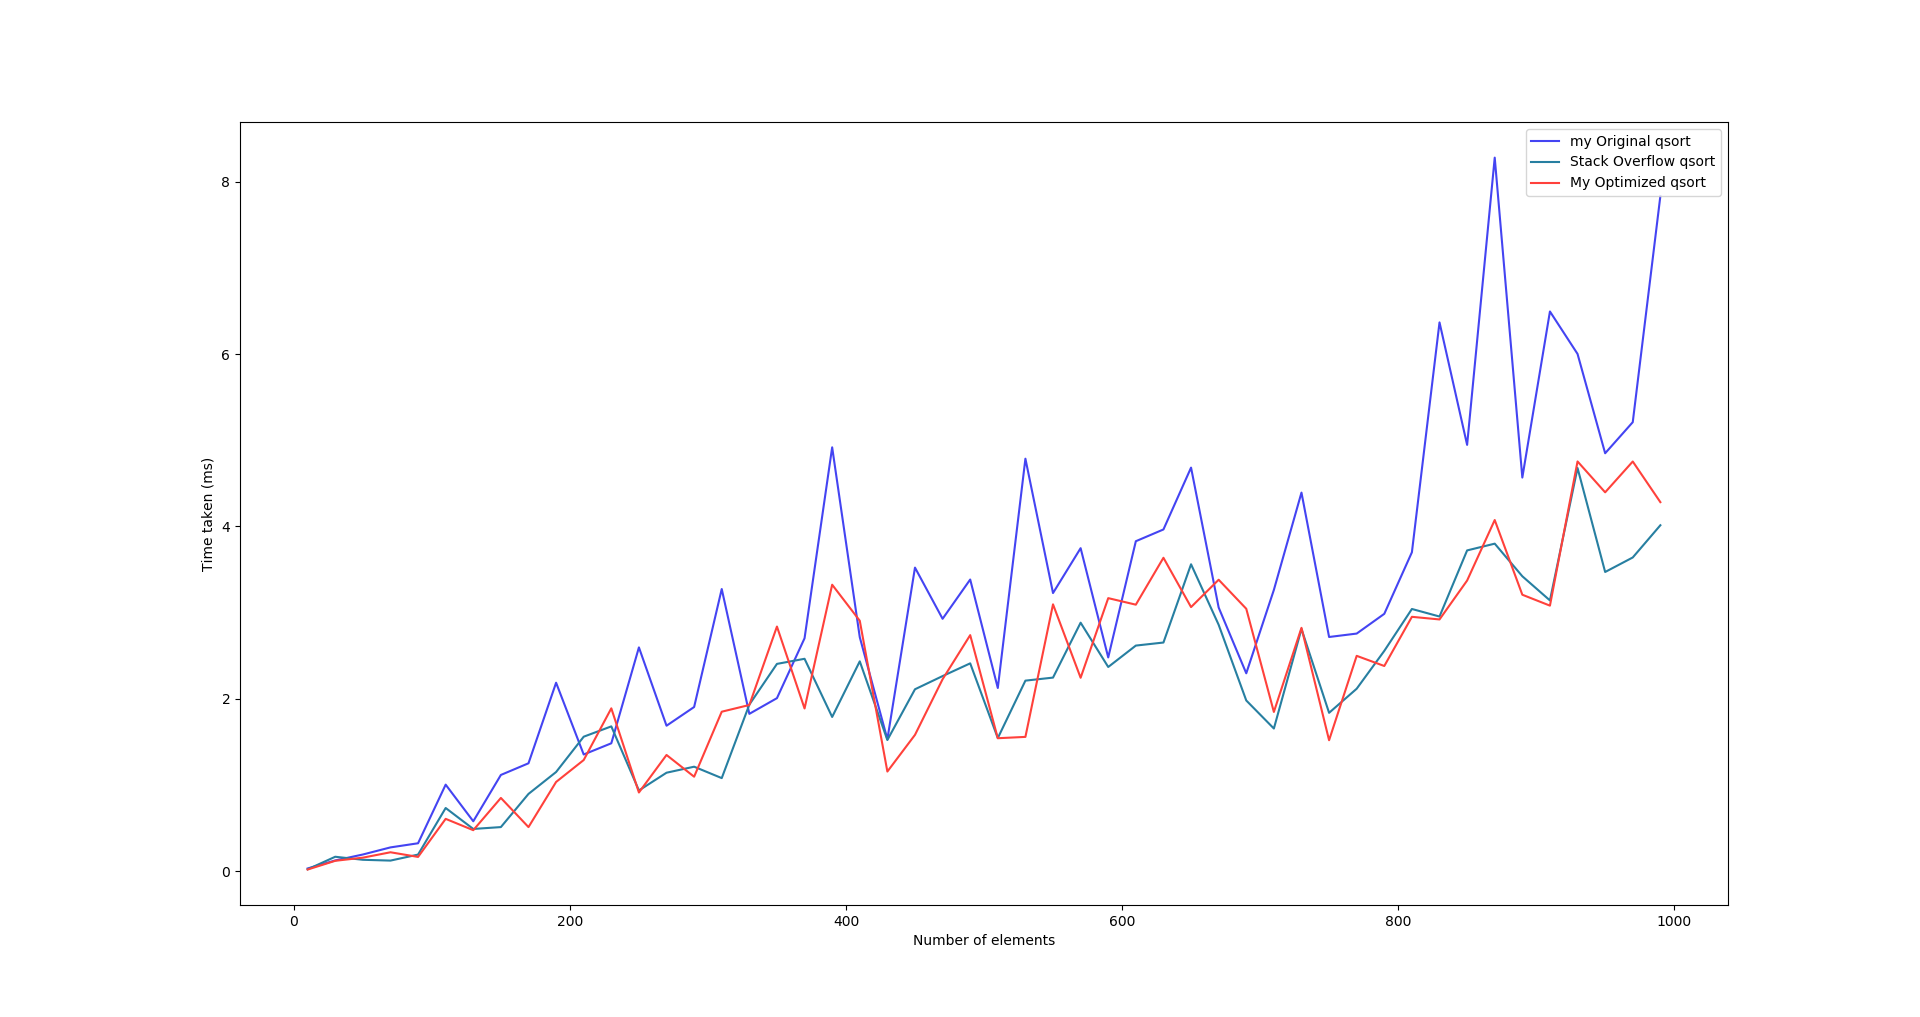 my Original qsort
Stack Overflow qsort
My Optimized qsort
8
6
4
2
0
Time taken (ms)
0 200 400 600 800 1000
Number of elements